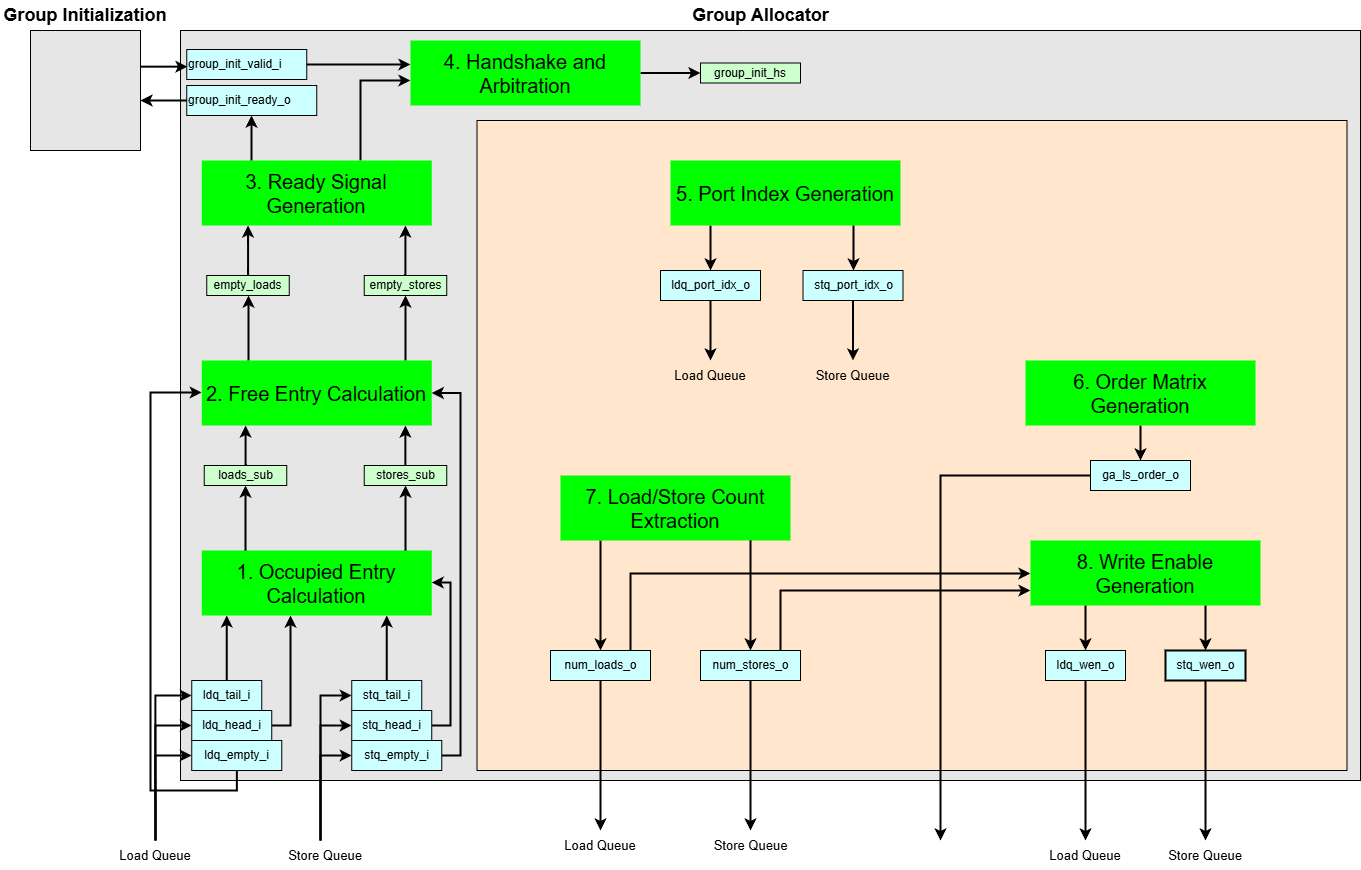 Group Initialization
Group Allocator
group_init_valid_i
group_init_ready_o
4. Handshake and
Arbitration
group_init_hs
3. Ready Signal
Generation
5. Port Index Generation
empty_loads
empty_stores
ldq_port_idx_o
stq_port_idx_o
Load Queue
Store Queue
2. Free Entry Calculation
6. Order Matrix
Generation
loads_sub
stores_sub
ga_ls_order_o
7. Load/Store Count
Extraction
1. Occupied Entry
Calculation
8. Write Enable
Generation
num_loads_o
num_stores_o
ldq_wen_o
stq_wen_o
ldq_tail_i
stq_tail_i
ldq_head_i
stq_head_i
ldq_empty_i
stq_empty_i
Load Queue
Store Queue
Load Queue
Store Queue
Load Queue
Store Queue